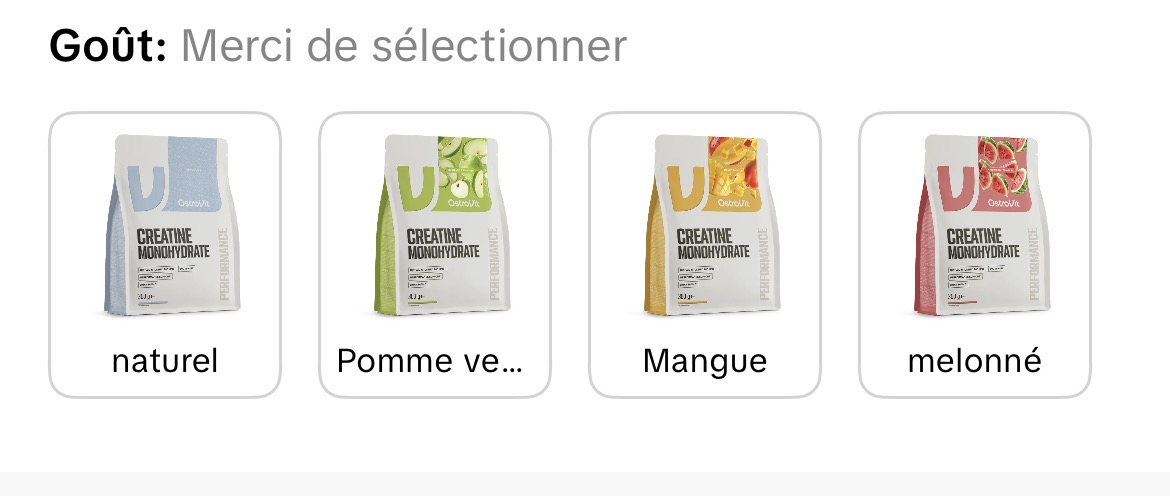 Goût: Merci de sélectionner
OstroVit
CREATINE
MONOHYDRATE
PERFORMANCE
naturel
OstroVit
CREATINE
MONOHYDRATE
PERFORMANCE
Pomme ve...
OstroVit
CREATINE
MONOHYDRATE
PERFORMANCE
Mangue
OstroVit
CREATINE
MONOHYDRATE
PERFORMANCE
melonné